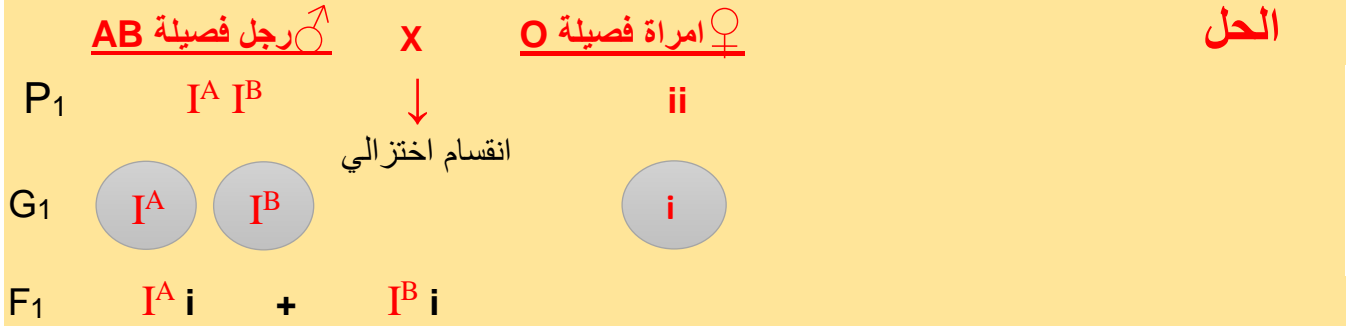 الحل
♂رجل فصيلة AB x ♀امراة فصيلة O
P₁ Iᴬ Iᴮ ↓ ii
انقسام اختزالي
G₁ Iᴬ Iᴮ i
F₁ Iᴬ i + Iᴮ i